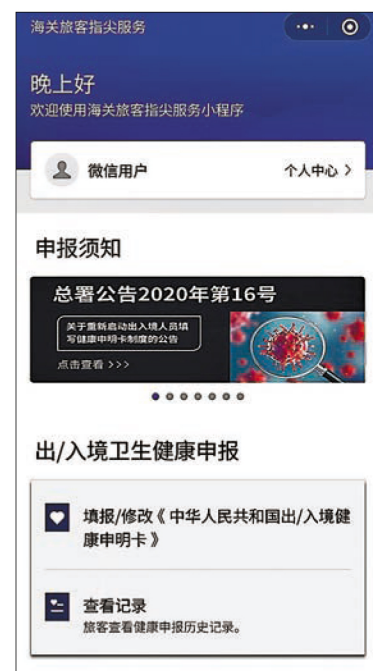 海关旅客指尖服务
晚上好
欢迎使用海关旅客指尖服务小程序
微信用户
个人中心 >
申报须知
总署公告2020年第16号
关于重新启动出入境人员填
写健康申明卡制度的公告
点击查看 >>>
出/入境卫生健康申报
填报/修改《中华人民共和国出/入境健
康申明卡》
查看记录
旅客查看健康申报历史记录。